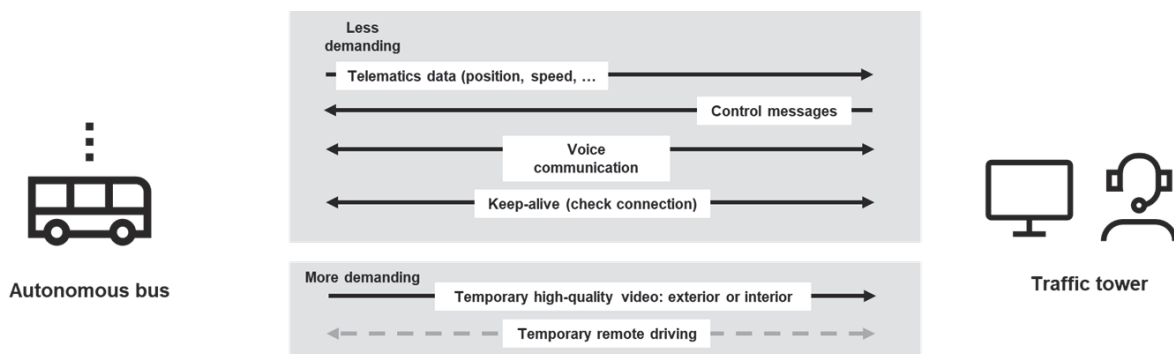 Less
demanding
Telematics data (position, speed, …
Control messages
Voice
communication
Keep-alive (check connection)
Autonomous bus
Traffic tower
More demanding
Temporary high-quality video: exterior or interior
Temporary remote driving